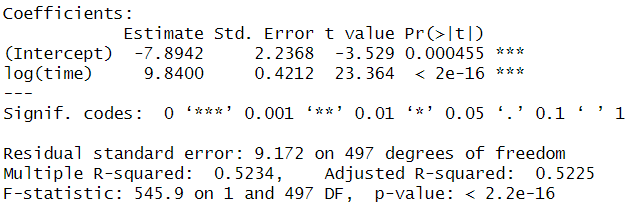 Coefficients:
            Estimate Std. Error t value Pr(>|t|)
(Intercept)  -7.8942     2.2368  -3.529 0.000455 ***
log(time)     9.8400     0.4212  23.364  < 2e-16 ***
---
Signif. codes:  0 ‘***’ 0.001 ‘**’ 0.01 ‘*’ 0.05 ‘.’ 0.1 ‘ ’ 1

Residual standard error: 9.172 on 497 degrees of freedom
Multiple R-squared:  0.5234,    Adjusted R-squared:  0.5225
F-statistic: 545.9 on 1 and 497 DF,  p-value: < 2.2e-16